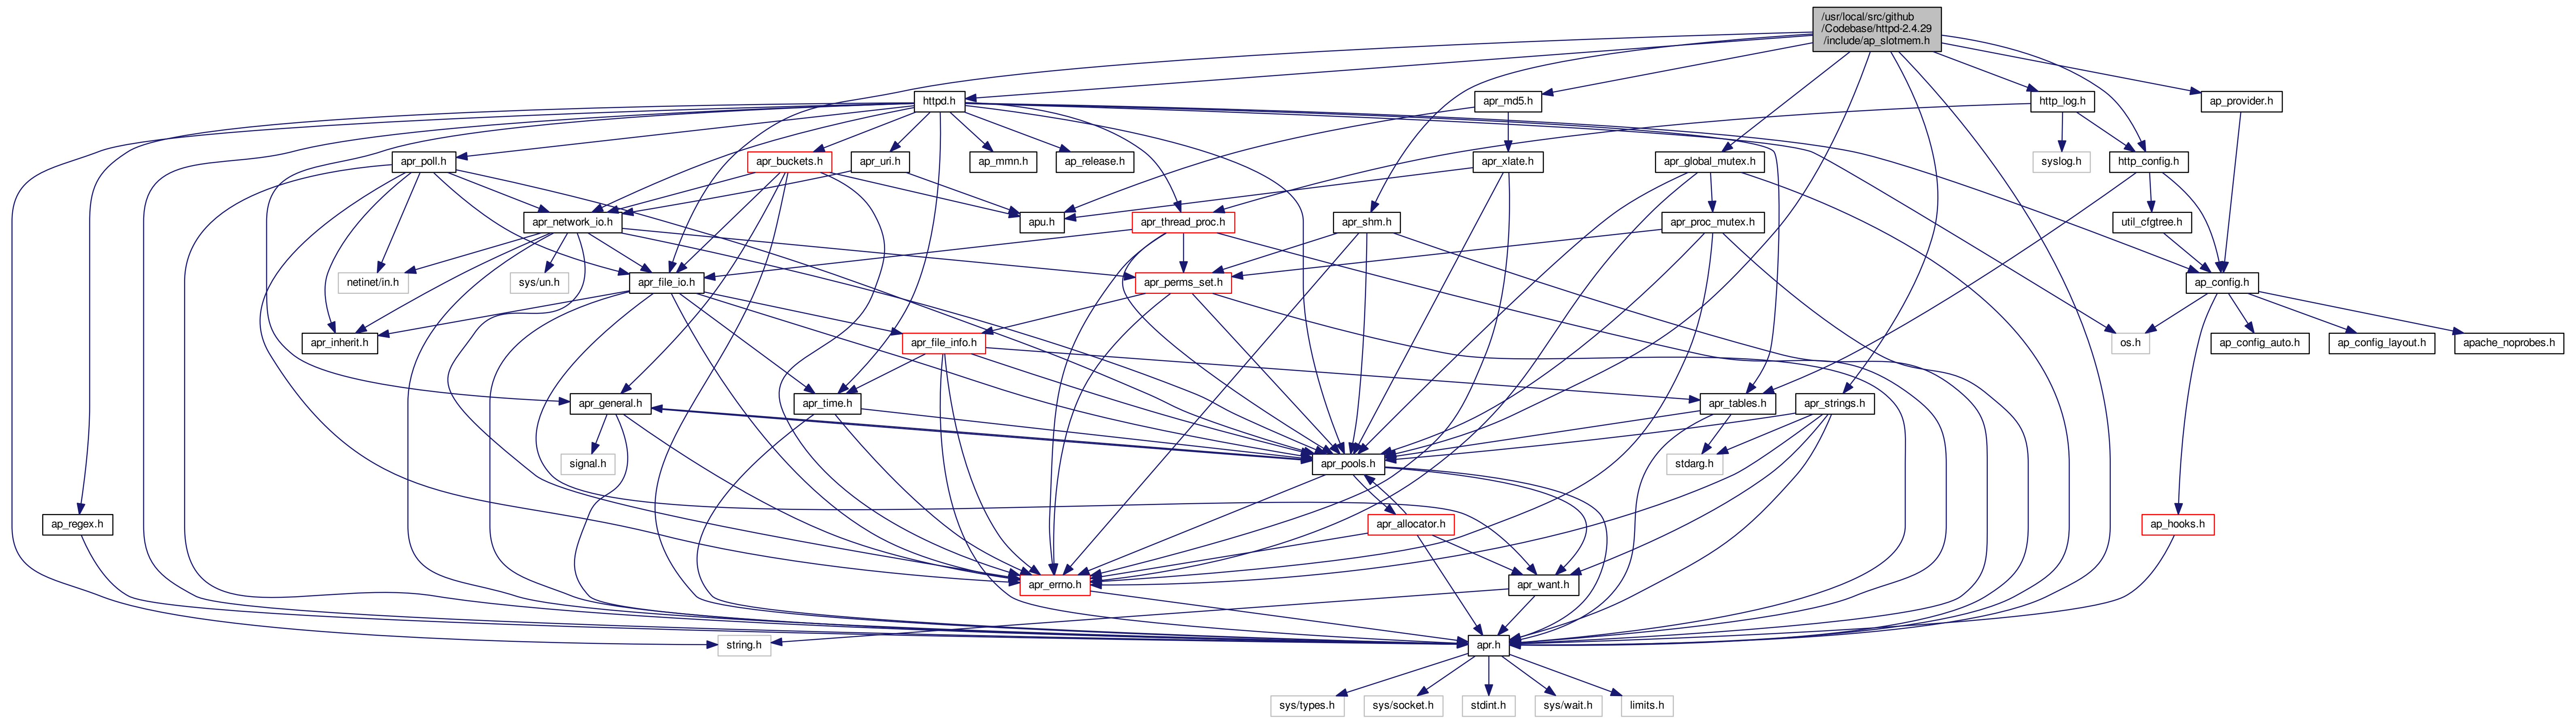 /usr/local/src/github
/Codebase/httpd-2.4.29
/include/ap_slotmem.h
httpd.h
apr_md5.h
http_log.h
ap_provider.h
apr_poll.h
apr_buckets.h
apr_uri.h
ap_mmn.h
ap_release.h
apr_xlate.h
apr_global_mutex.h
syslog.h
http_config.h
apr_network_io.h
apu.h
apr_thread_proc.h
apr_shm.h
apr_proc_mutex.h
util_cfgtree.h
netinet/in.h
sys/un.h
apr_file_io.h
apr_perms_set.h
ap_config.h
apr_inherit.h
apr_file_info.h
os.h
ap_config_auto.h
ap_config_layout.h
apache_noprobes.h
apr_general.h
apr_time.h
apr_tables.h
apr_strings.h
signal.h
apr_pools.h
stdarg.h
ap_regex.h
apr_allocator.h
ap_hooks.h
apr_errno.h
apr_want.h
string.h
apr.h
sys/types.h
sys/socket.h
stdint.h
sys/wait.h
limits.h